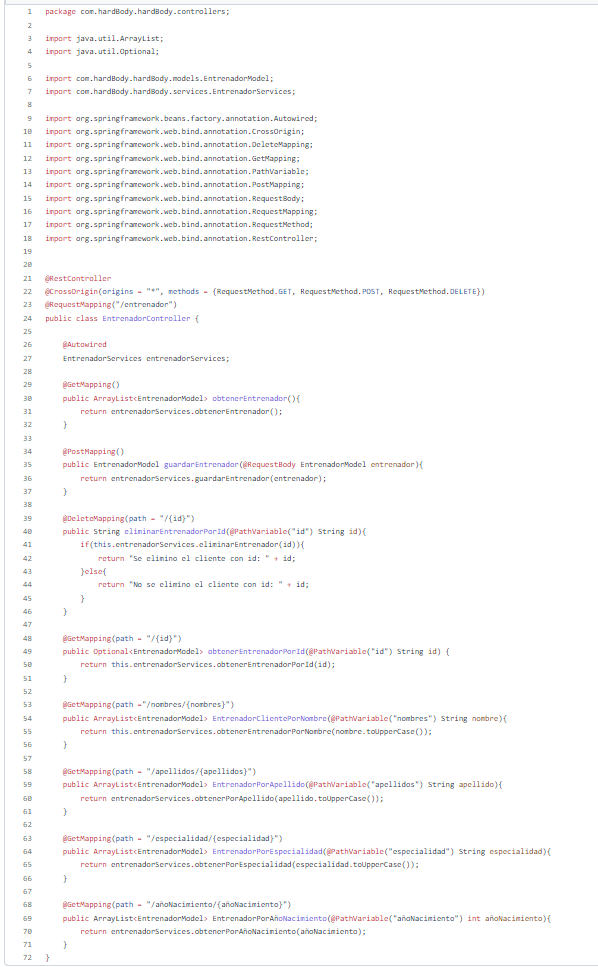 1 package com.hardBody.hardBody.controllers;
2
3 import java.util.ArrayList;
4 import java.util.Optional;
5
6 import com.hardBody.hardBody.models.EntrenadorModel;
7 import com.hardBody.hardBody.services.EntrenadorServices;
8
9 import org.springframework.beans.factory.annotation.Autowired;
10 import org.springframework.web.bind.annotation.CrossOrigin;
11 import org.springframework.web.bind.annotation.DeleteMapping;
12 import org.springframework.web.bind.annotation.GetMapping;
13 import org.springframework.web.bind.annotation.PathVariable;
14 import org.springframework.web.bind.annotation.PostMapping;
15 import org.springframework.web.bind.annotation.RequestBody;
16 import org.springframework.web.bind.annotation.RequestMapping;
17 import org.springframework.web.bind.annotation.RequestMethod;
18 import org.springframework.web.bind.annotation.RestController;
19
20
21 @RestController
22 @CrossOrigin(origins = "*", methods = {RequestMethod.GET, RequestMethod.POST, RequestMethod.DELETE})
23 @RequestMapping("/entrenador")
24 public class EntrenadorController {
25
26 @Autowired
27 EntrenadorServices entrenadorServices;
28
29 @GetMapping()
30 public ArrayList<EntrenadorModel> obtenerEntrenador(){
31 return entrenadorServices.obtenerEntrenador();
32 }
33
34 @PostMapping()
35 public EntrenadorModel guardarEntrenador(@RequestBody EntrenadorModel entrenador){
36 return entrenadorServices.guardarEntrenador(entrenador);
37 }
38
39 @DeleteMapping(path = "/{id}")
40 public String eliminarEntrenadorPorId(@PathVariable("id") String id){
41 if(this.entrenadorServices.eliminarEntrenador(id)){
42 return "Se elimino el cliente con id: " + id;
43 }else{
44 return "No se elimino el cliente con id: " + id;
45 }
46 }
47
48 @GetMapping(path = "/{id}")
49 public Optional<EntrenadorModel> obtenerEntrenadorPorId(@PathVariable("id") String id) {
50 return this.entrenadorServices.obtenerEntrenadorPorId(id);
51 }
52
53 @GetMapping(path ="/nombres/{nombres}")
54 public ArrayList<EntrenadorModel> EntrenadorClientePorNombre(@PathVariable("nombres") String nombre){
55 return this.entrenadorServices.obtenerEntrenadorPorNombre(nombre.toUpperCase());
56 }
57
58 @GetMapping(path = "/apellidos/{apellidos}")
59 public ArrayList<EntrenadorModel> EntrenadorPorApellido(@PathVariable("apellidos") String apellido){
60 return entrenadorServices.obtenerPorApellido(apellido.toUpperCase());
61 }
62
63 @GetMapping(path = "/especialidad/{especialidad}")
64 public ArrayList<EntrenadorModel> EntrenadorPorEspecialidad(@PathVariable("especialidad") String especialidad){
65 return entrenadorServices.obtenerPorEspecialidad(especialidad.toUpperCase());
66 }
67
68 @GetMapping(path = "/añoNacimiento/{añoNacimiento}")
69 public ArrayList<EntrenadorModel> EntrenadorPorAñoNacimiento(@PathVariable("añoNacimiento") int añoNacimiento){
70 return entrenadorServices.obtenerPorAñoNacimiento(añoNacimiento);
71 }
72 }